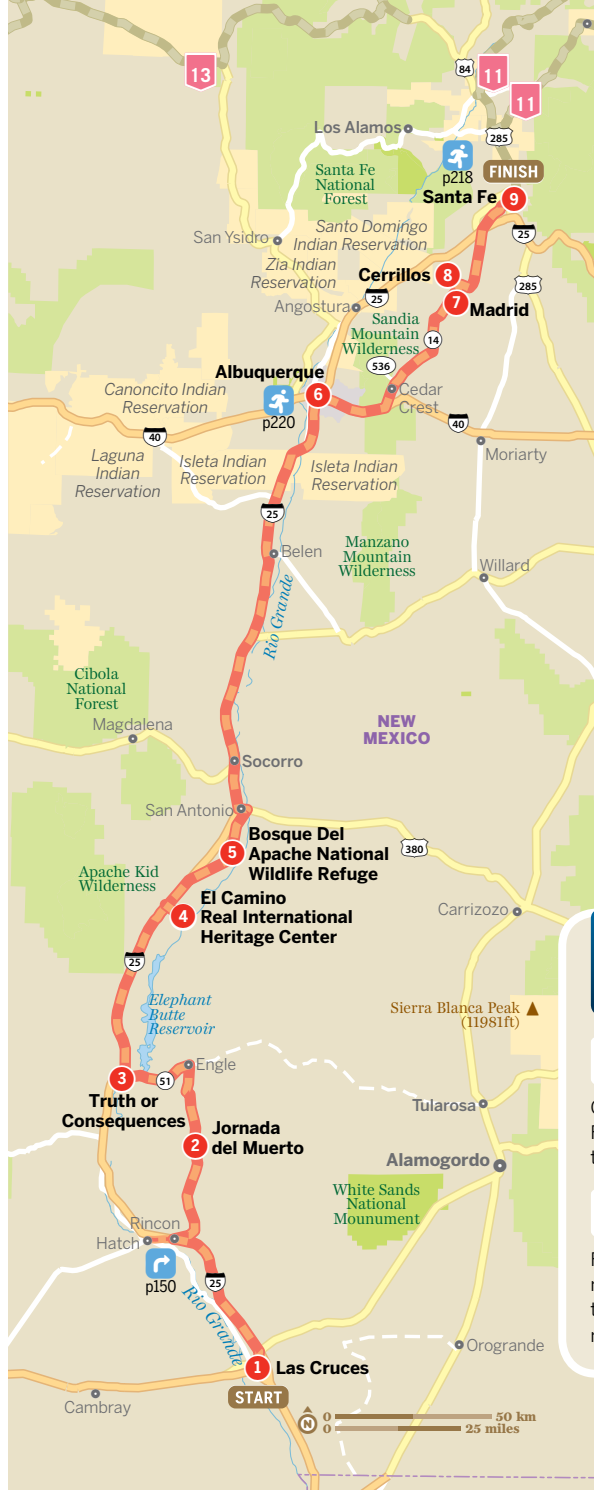 84
13
11
11
Los Alamos
285
p218
FINISH
Santa Fe
National
Forest
Santa Fe 9
Santo Domingo
Indian Reservation
San Ysidro
25
Zia Indian
Reservation
Cerrillos 8
285
25
Angostura
7 Madrid
Sandia
Mountain
Wilderness
14
536
Albuquerque
6
Cedar
Crest
Canoncito Indian
Reservation
p220
40
40
Moriarty
Laguna
Indian
Reservation
Isleta Indian
Reservation
Isleta Indian
Reservation
25
Belen
Manzano
Mountain
Wilderness
Willard
Rio Grande
Cibola
National
Forest
NEW
MEXICO
Magdalena
Socorro
San Antonio
5
Bosque Del
Apache National
Wildlife Refuge
380
Apache Kid
Wilderness
4
El Camino
Real International
Heritage Center
Carrizozo
25
Elephant
Butte
Reservoir
Sierra Blanca Peak
(11981ft)
Engle
3
51
Truth or
Consequences
Tularosa
2
Jornada
del Muerto
Alamogordo
White Sands
National
Mounument
Rincon
Hatch
p150
25
Rio Grande
Orogrande
1 Las Cruces
START
Cambray
N
0 50 km
0 25 miles